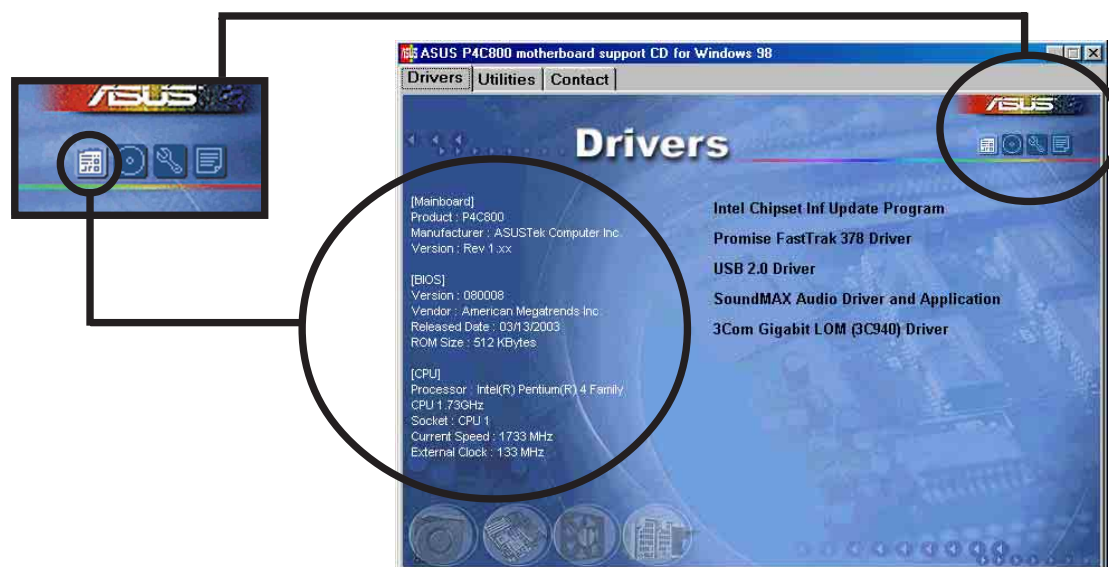 ASUS P4C800 motherboard support CD for Windows 98
Drivers Utilities Contact
ASUS
ASUS
Drivers
[Mainboard]
Product : P4C800
Manufacturer : ASUSTek Computer Inc.
Version : Rev 1.xx
[BIOS]
Version : 080008
Vendor : American Megatrends Inc.
Released Date : 03/13/2003
ROM Size : 512 KBytes
[CPU]
Processor : Intel(R) Pentium(R) 4 Family
CPU 1.73GHz
Socket : CPU 1
Current Speed : 1733 MHz
External Clock : 133 MHz
Intel Chipset Inf Update Program
Promise FastTrak 378 Driver
USB 2.0 Driver
SoundMAX Audio Driver and Application
3Com Gigabit LOM (3C940) Driver